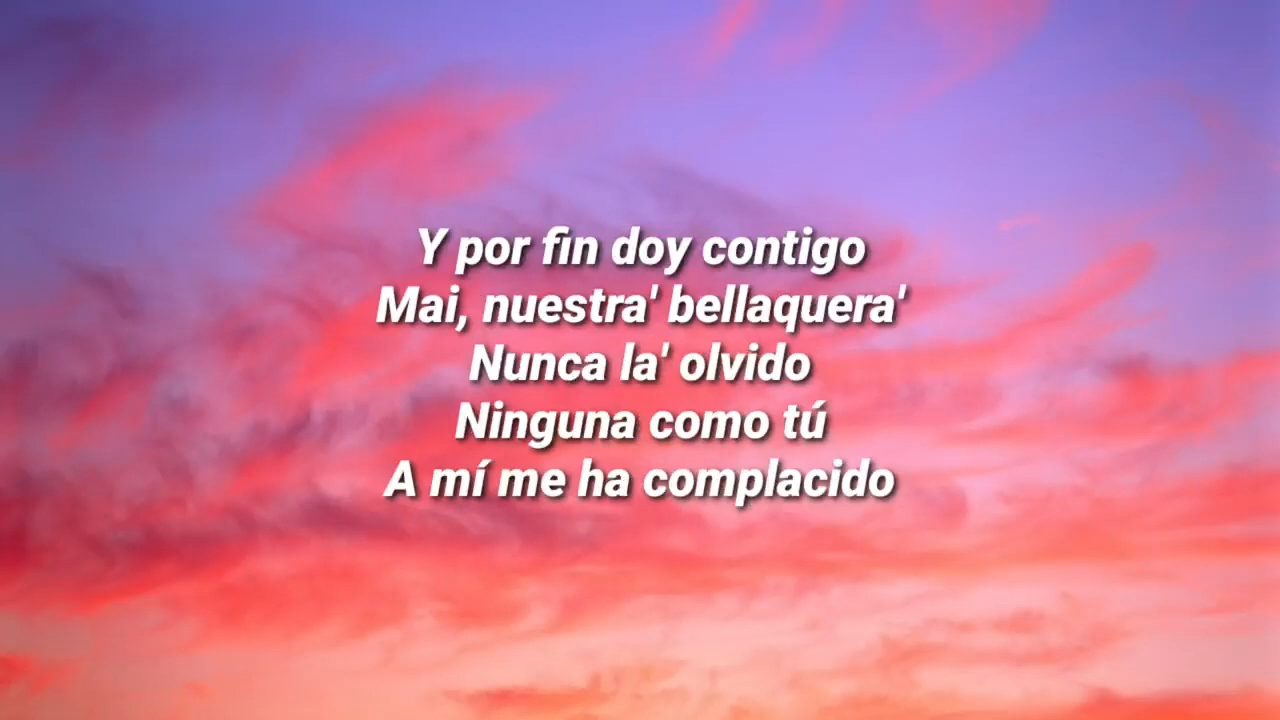 Y por fin doy contigo
Mai, nuestra' bellaquera'
Nunca la' olvido
Ninguna como tú
A mí me ha complacido